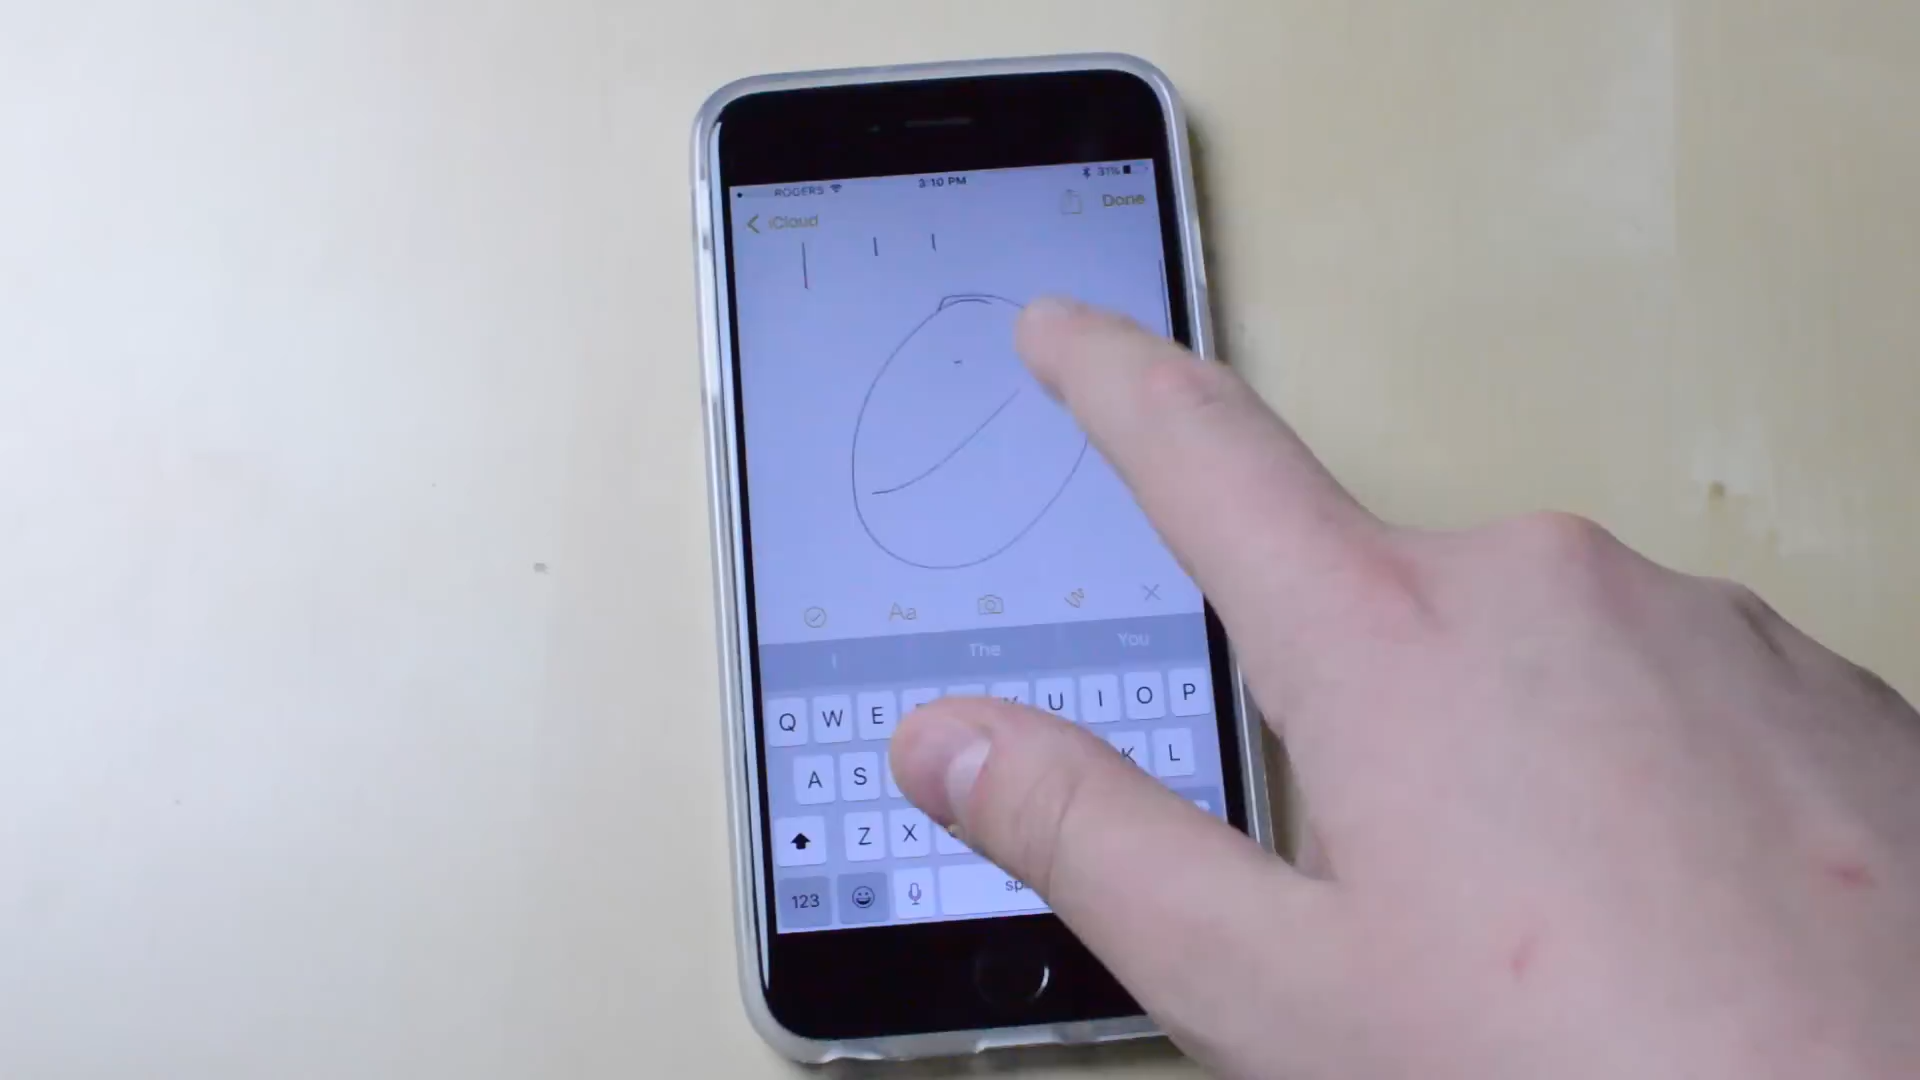 ROGERS 3:10 PM 31%
iCloud Done
Aa
I The You
Q W E U I O P
A S K L
Z X
123